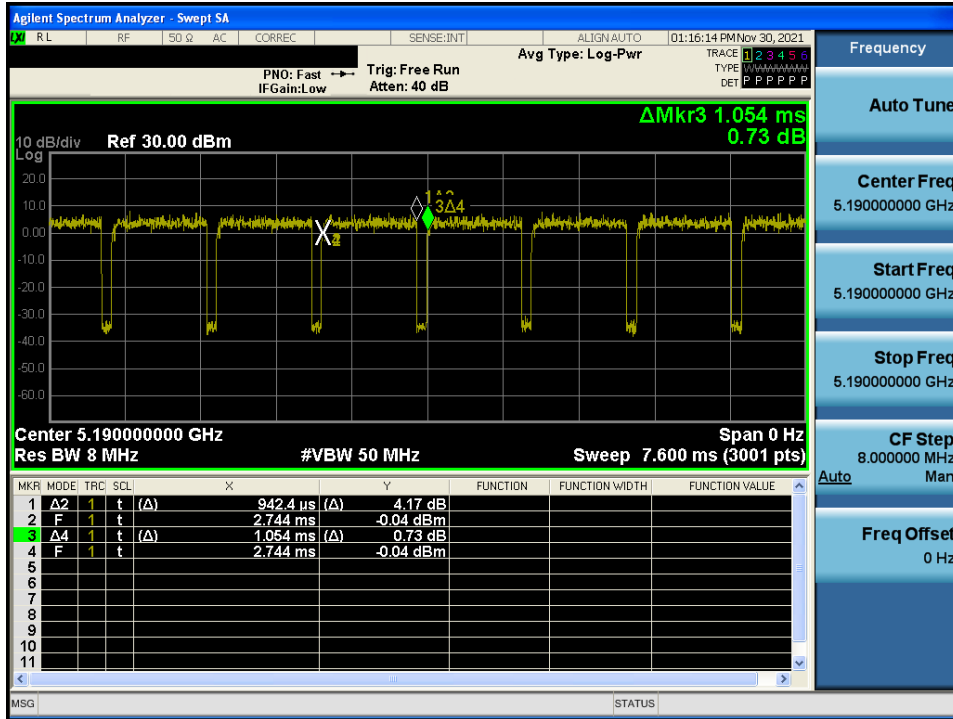 Agilent Spectrum Analyzer - Swept SA
LXI RL RF 50 Ω AC CORREC SENSE:INT ALIGN AUTO 01:16:14 PM Nov 30, 2021
Frequency
Avg Type: Log-Pwr TRACE 1 2 3 4 5 6
PNO: Fast Trig: Free Run TYPE WWWWWW
IFGain:Low Atten: 40 dB DET P P P P P P
Auto Tune
ΔMkr3 1.054 ms
0.73 dB
10 dB/div Ref 30.00 dBm
Log
20.0
10.0
0.00
-10.0
-20.0
-30.0
-40.0
-50.0
-60.0
3Δ4
Center Freq
5.190000000 GHz
Start Freq
5.190000000 GHz
Stop Freq
5.190000000 GHz
Center 5.190000000 GHz Span 0 Hz
Res BW 8 MHz #VBW 50 MHz Sweep 7.600 ms (3001 pts)
CF Step
8.000000 MHz
Auto Man
MKR MODE TRC SCL X Y FUNCTION FUNCTION WIDTH FUNCTION VALUE
1 Δ2 1 t (Δ) 942.4 µs (Δ) 4.17 dB
2 F 1 t 2.744 ms -0.04 dBm
3 Δ4 1 t (Δ) 1.054 ms (Δ) 0.73 dB
4 F 1 t 2.744 ms -0.04 dBm
5
6
7
8
9
10
11
Freq Offset
0 Hz
MSG STATUS